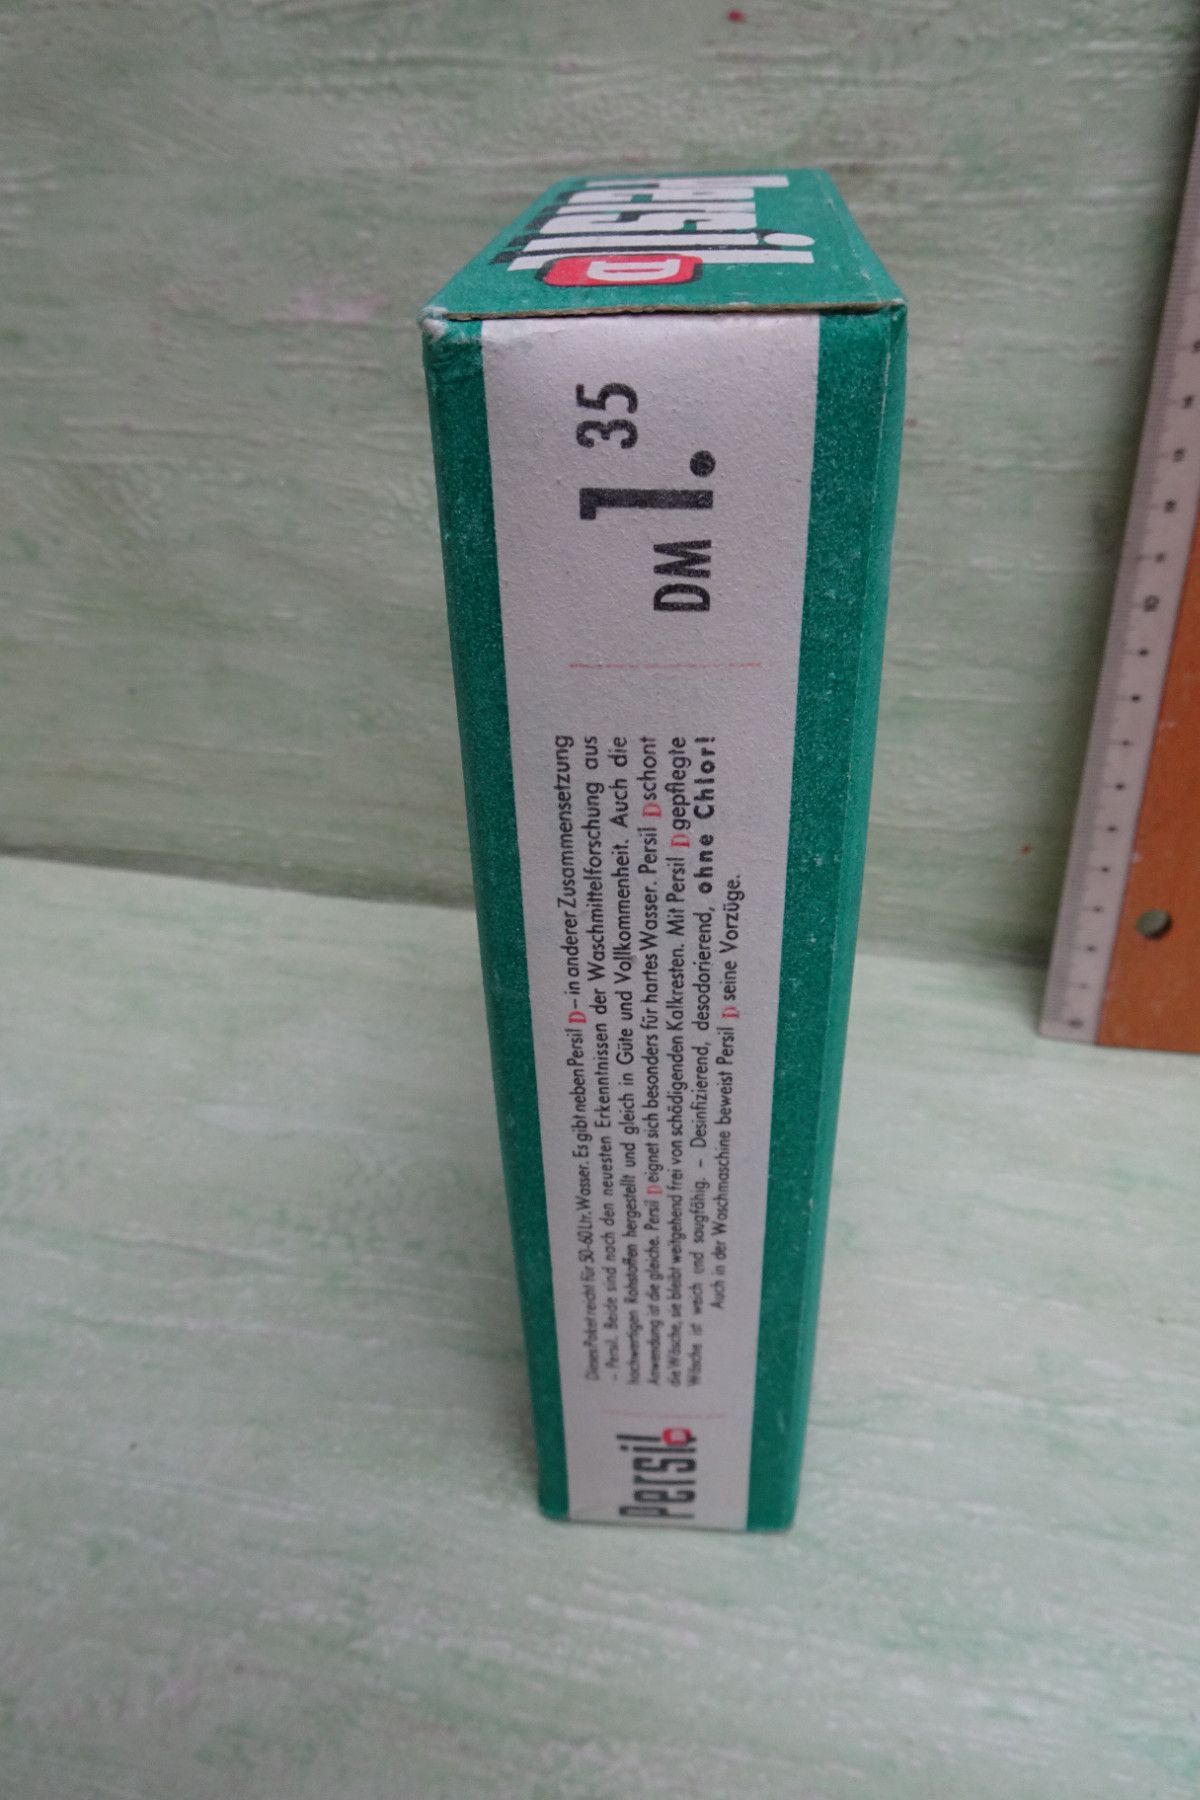 Persil
D
DM 1.35
Dieses Paket reicht für 50-60 Ltr. Wasser. Es gibt neben Persil D – in anderer Zusammensetzung
– Persil. Beide sind nach den neuesten Erkenntnissen der Waschmittelforschung aus
hochwertigen Rohstoffen hergestellt und gleich in Güte und Vollkommenheit. Auch die
Anwendung ist die gleiche. Persil D eignet sich besonders für hartes Wasser. Persil D schont
die Wäsche, sie bleibt weitgehend frei von schädigenden Kalkresten. Mit Persil D gepflegte
Wäsche ist weich und saugfähig. – Desinfizierend, desodorierend, ohne Chlor!
Auch in der Waschmaschine beweist Persil D seine Vorzüge.
Persil D